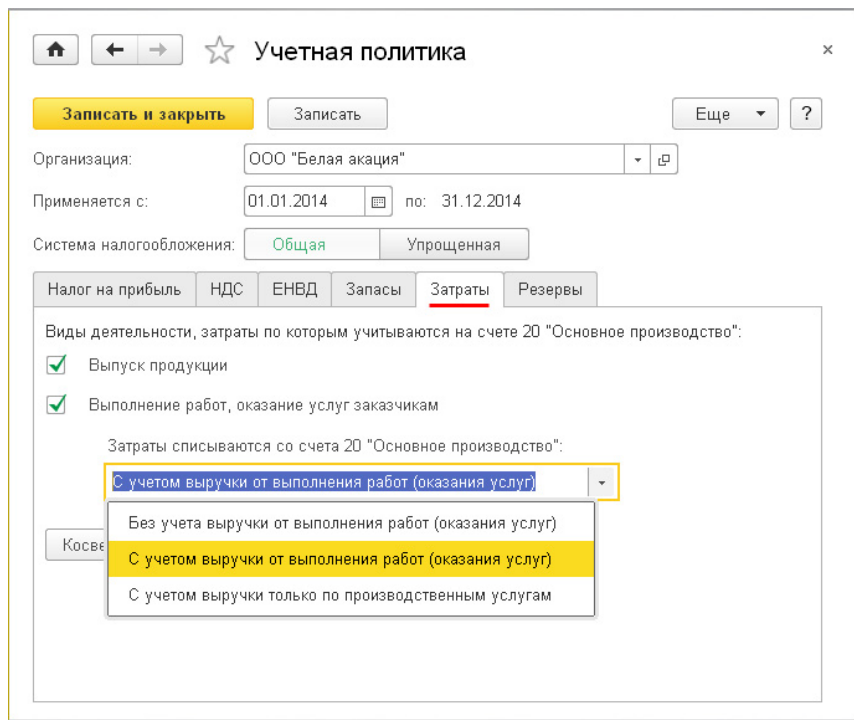 Учетная политика
Записать и закрыть Записать Еще ?
Организация: ООО "Белая акация"
Применяется с: 01.01.2014 по: 31.12.2014
Система налогообложения: Общая Упрощенная
Налог на прибыль НДС ЕНВД Запасы Затраты Резервы
Виды деятельности, затраты по которым учитываются на счете 20 "Основное производство":
Выпуск продукции
Выполнение работ, оказание услуг заказчикам
Затраты списываются со счета 20 "Основное производство":
С учетом выручки от выполнения работ (оказания услуг)
Без учета выручки от выполнения работ (оказания услуг)
Косве
С учетом выручки от выполнения работ (оказания услуг)
С учетом выручки только по производственным услугам